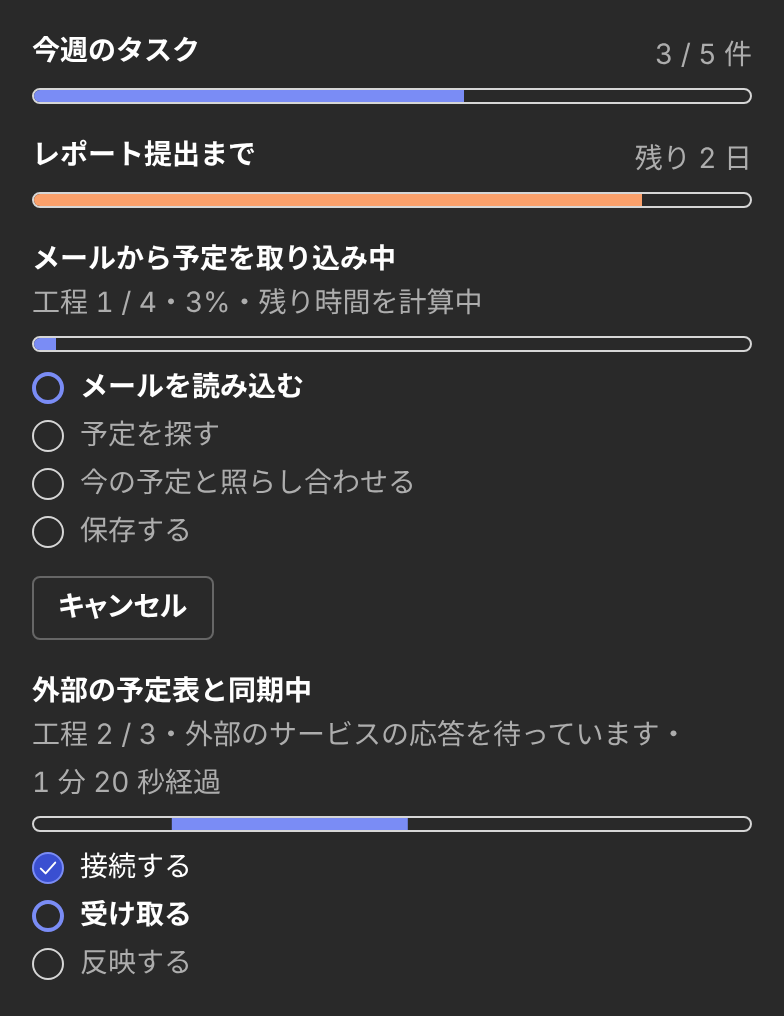 今週のタスク
3 / 5 件
レポート提出まで
残り 2 日
メールから予定を取り込み中
工程 1 / 4・3%・残り時間を計算中
メールを読み込む
予定を探す
今の予定と照らし合わせる
保存する
キャンセル
外部の予定表と同期中
工程 2 / 3・外部のサービスの応答を待っています・
1 分 20 秒経過
接続する
受け取る
反映する